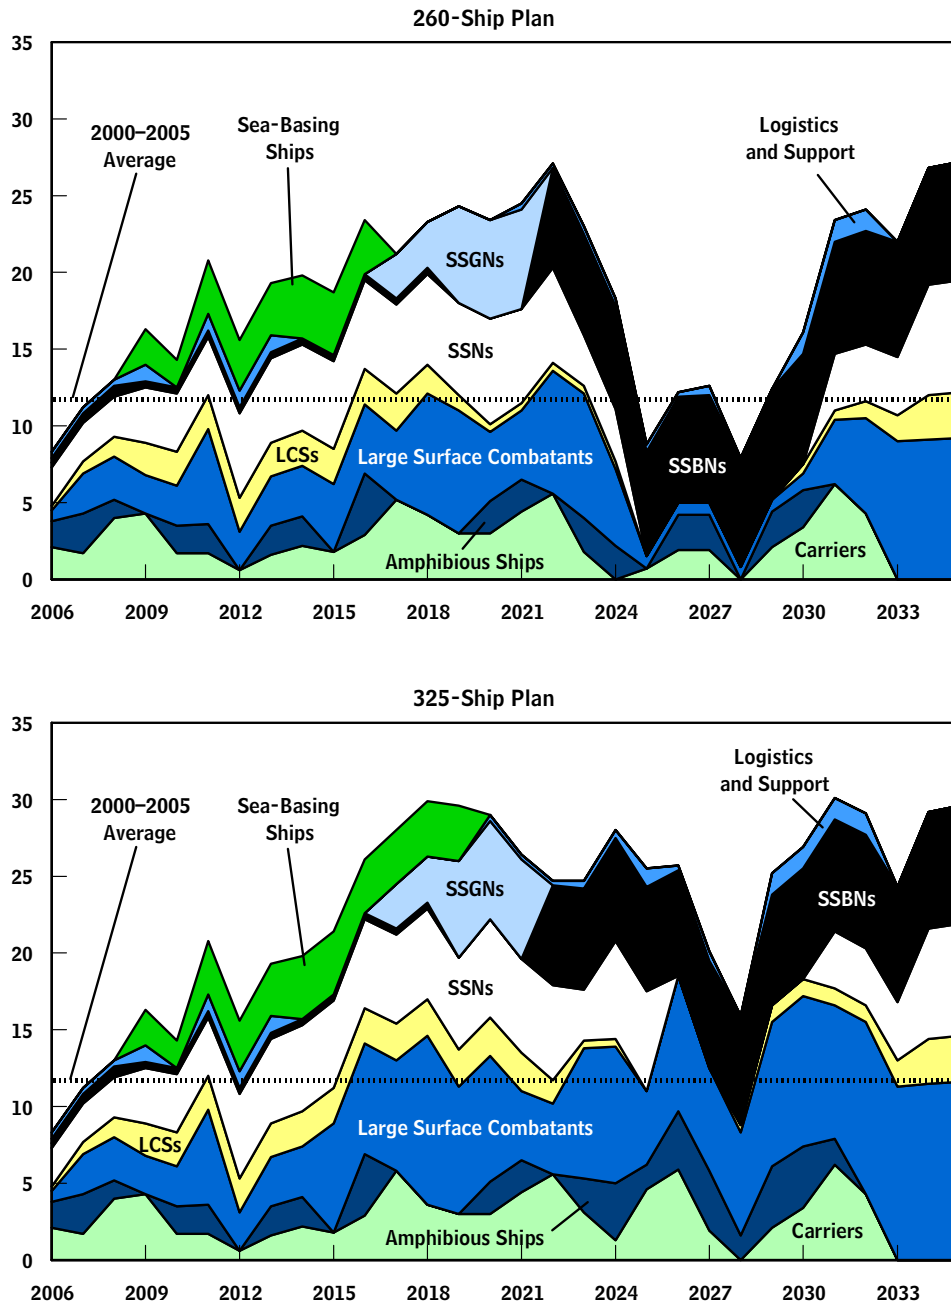 260-Ship Plan
35
30
25
20
15
10
5
0
2000–2005
Average
Sea-Basing
Ships
Logistics
and Support
SSGNs
SSNs
LCSs
Large Surface Combatants
SSBNs
Amphibious Ships
Carriers
2006
2009
2012
2015
2018
2021
2024
2027
2030
2033
325-Ship Plan
35
30
25
20
15
10
5
0
2000–2005
Average
Sea-Basing
Ships
Logistics
and Support
SSGNs
SSBNs
SSNs
LCSs
Large Surface Combatants
Amphibious Ships
Carriers
2006
2009
2012
2015
2018
2021
2024
2027
2030
2033